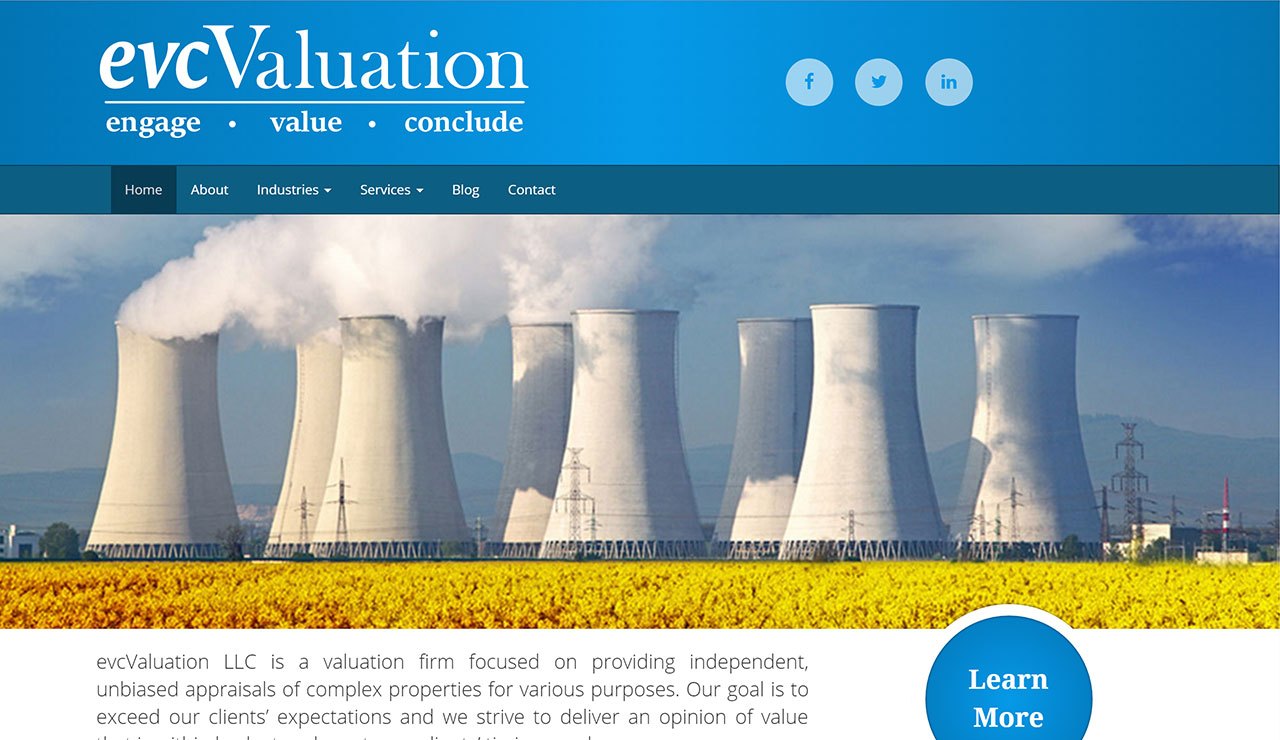 evcValuation
engage • value • conclude
Home About Industries Services Blog Contact
evcValuation LLC is a valuation firm focused on providing independent,
unbiased appraisals of complex properties for various purposes. Our goal is to
exceed our clients’ expectations and we strive to deliver an opinion of value
Learn
More